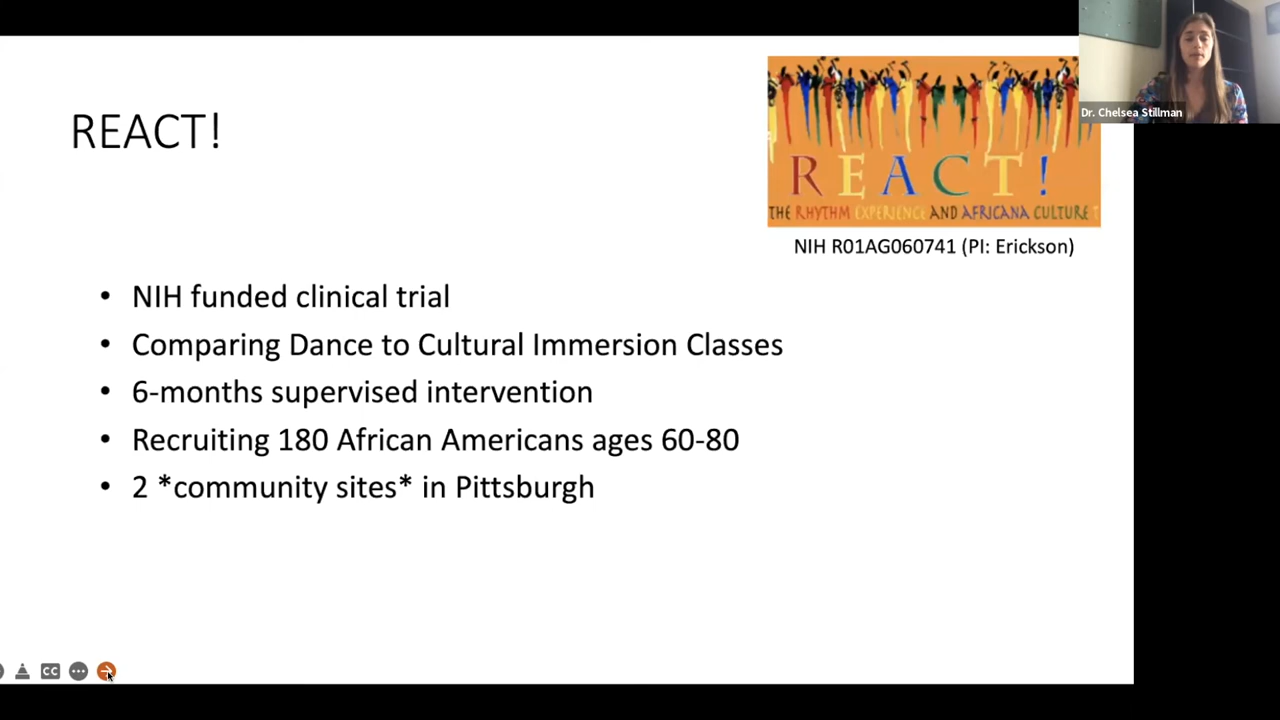 REACT!
REACT!
THE RHYTHM EXPERIENCE AND AFRICANA CULTURE
NIH R01AG060741 (PI: Erickson)
Dr. Chelsea Stillman
• NIH funded clinical trial
• Comparing Dance to Cultural Immersion Classes
• 6-months supervised intervention
• Recruiting 180 African Americans ages 60-80
• 2 *community sites* in Pittsburgh
CC